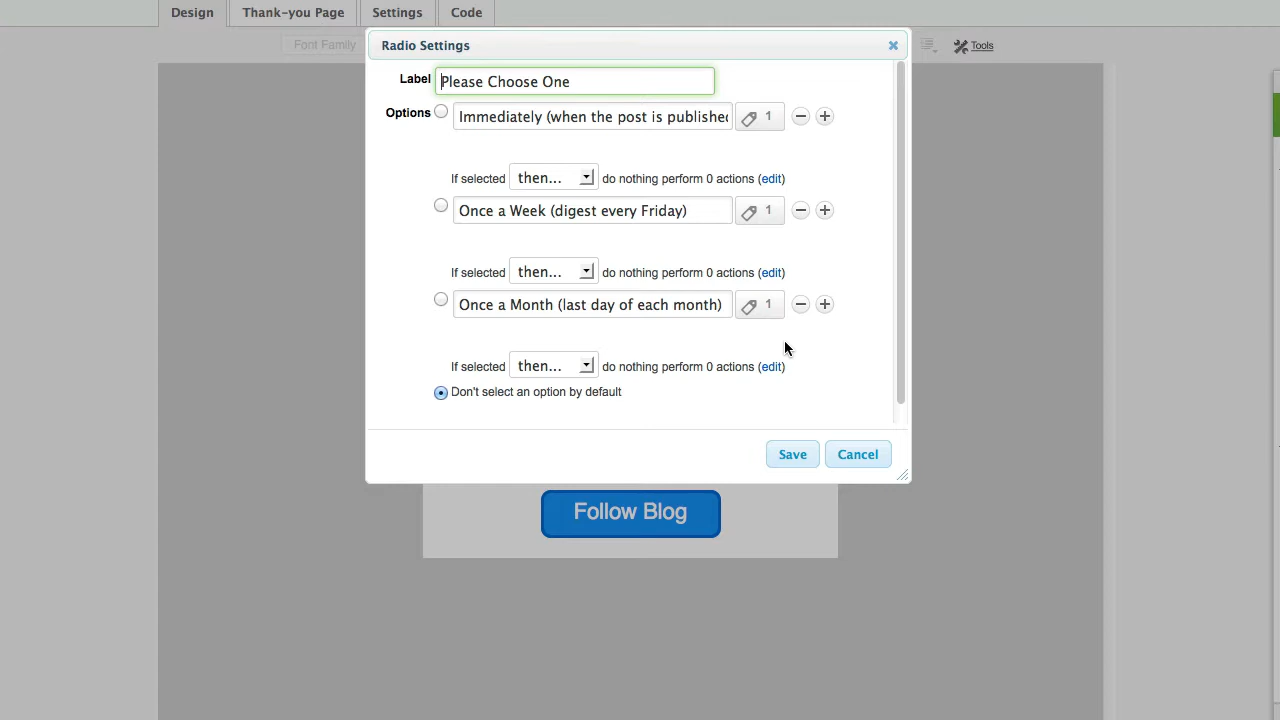 Design Thank-you Page Settings Code
Font Family Tools
Radio Settings
Label Please Choose One
Options Immediately (when the post is published 1
If selected then... do nothing perform 0 actions (edit)
Once a Week (digest every Friday) 1
If selected then... do nothing perform 0 actions (edit)
Once a Month (last day of each month) 1
If selected then... do nothing perform 0 actions (edit)
Don't select an option by default
Save Cancel
Follow Blog